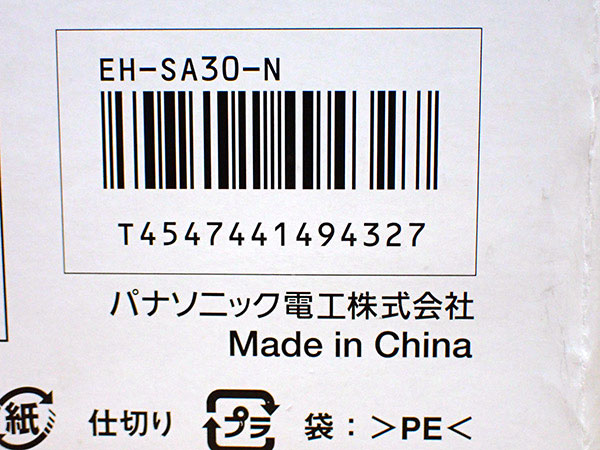 EH-SA30-N
T4547441494327
パナソニック電工株式会社
Made in China
紙 仕切り プラ 袋：>PE<